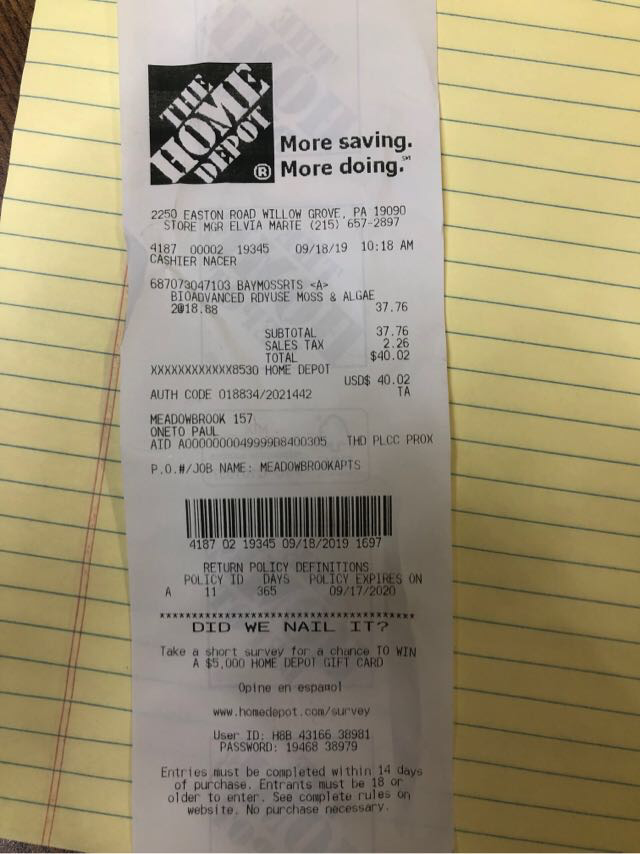 THE
HOME
DEPOT
®
More saving.
More doing.℠
2250 EASTON ROAD WILLOW GROVE, PA 19090
STORE MGR ELVIA MARTE (215) 657-2897
4187 00002 19345 09/18/19 10:18 AM
CASHIER NACER
687073047103 BAYMOSSRTS <A>
BIOADVANCED RDYUSE MOSS & ALGAE
2@18.88 37.76
SUBTOTAL 37.76
SALES TAX 2.26
TOTAL $40.02
XXXXXXXXXXXX8530 HOME DEPOT
USD$ 40.02
AUTH CODE 018834/2021442 TA
MEADOWBROOK 157
ONETO PAUL
AID A0000000049999D8400305 THD PLCC PROX
P.O.#/JOB NAME: MEADOWBROOKAPTS
4187 02 19345 09/18/2019 1697
RETURN POLICY DEFINITIONS
POLICY ID DAYS POLICY EXPIRES ON
A 11 365 09/17/2020
DID WE NAIL IT?
Take a short survey for a chance TO WIN
A $5,000 HOME DEPOT GIFT CARD
Opine en espanol
www.homedepot.com/survey
User ID: H8B 43166 38981
PASSWORD: 19468 38979
Entries must be completed within 14 days
of purchase. Entrants must be 18 or
older to enter. See complete rules on
website. No purchase necessary.